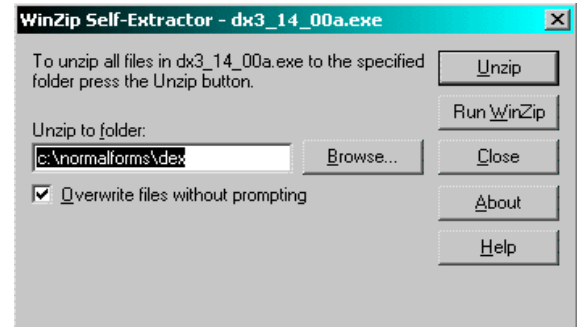 WinZip Self-Extractor - dx3_14_00a.exe
To unzip all files in dx3_14_00a.exe to the specified
folder press the Unzip button.
Unzip to folder:
c:\normalforms\dex
Browse...
Overwrite files without prompting
Unzip
Run WinZip
Close
About
Help